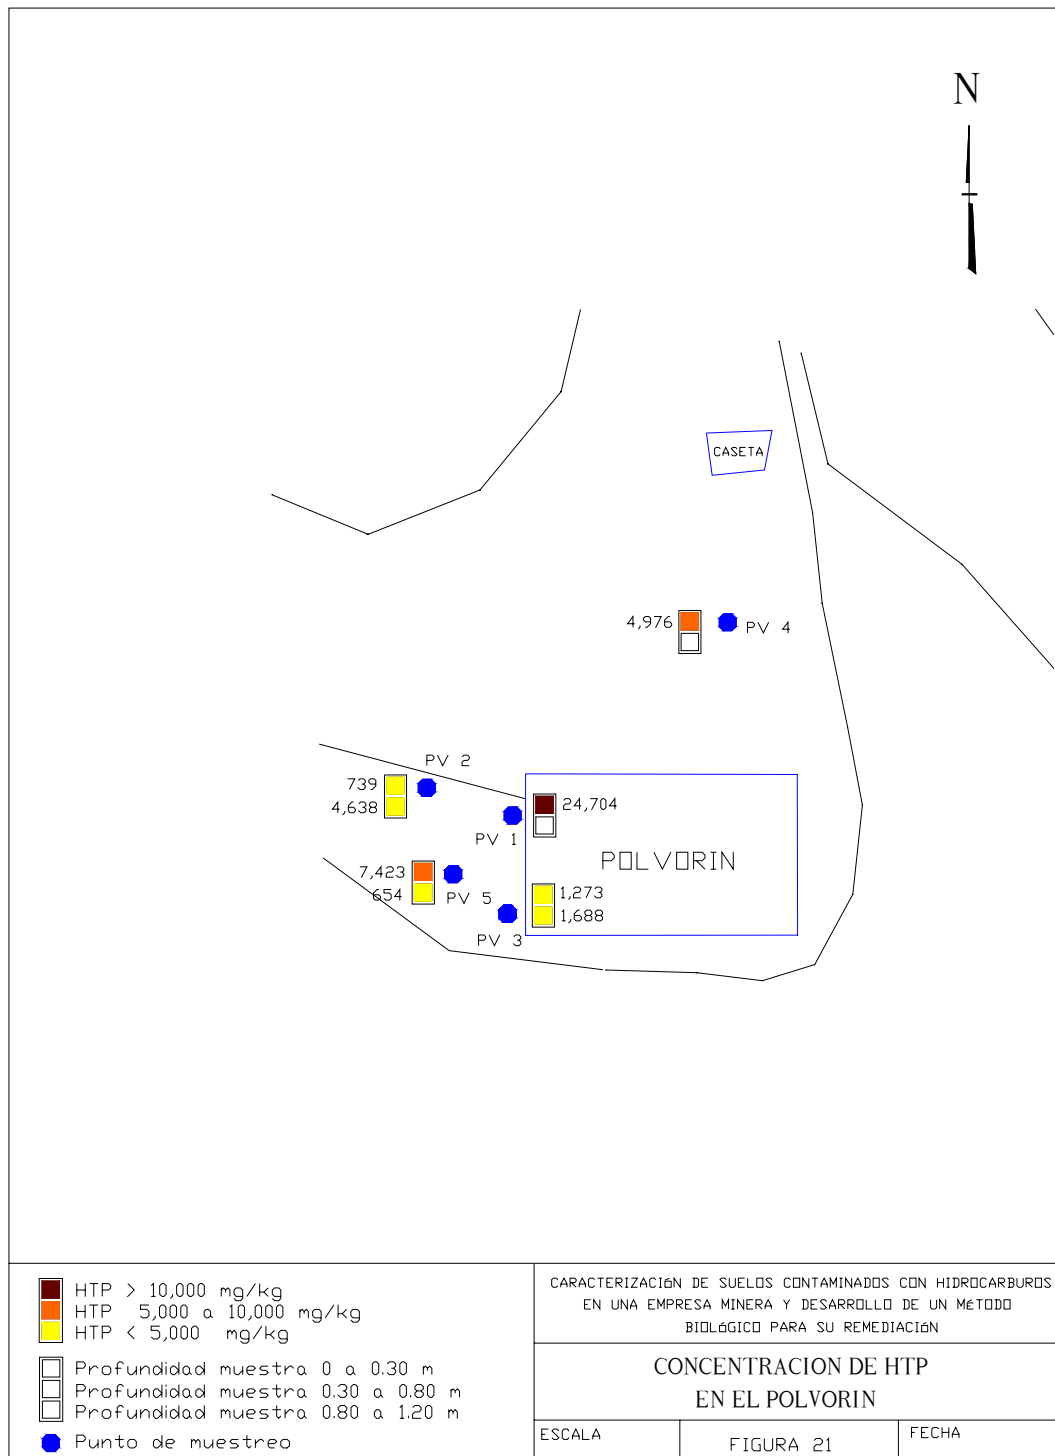 N
CASETA
4,976
PV 4
PV 2
739
4,638
24,704
PV 1
POLVORIN
7,423
654
PV 5
1,273
1,688
PV 3
HTP > 10,000 mg/kg
HTP 5,000 a 10,000 mg/kg
HTP < 5,000 mg/kg
Profundidad muestra 0 a 0.30 m
Profundidad muestra 0.30 a 0.80 m
Profundidad muestra 0.80 a 1.20 m
Punto de muestreo
CARACTERIZACIóN DE SUELOS CONTAMINADOS CON HIDROCARBUROS
EN UNA EMPRESA MINERA Y DESARROLLO DE UN MéTODO
BIOLóGICO PARA SU REMEDIACIóN
CONCENTRACION DE HTP
EN EL POLVORIN
ESCALA
FIGURA 21
FECHA